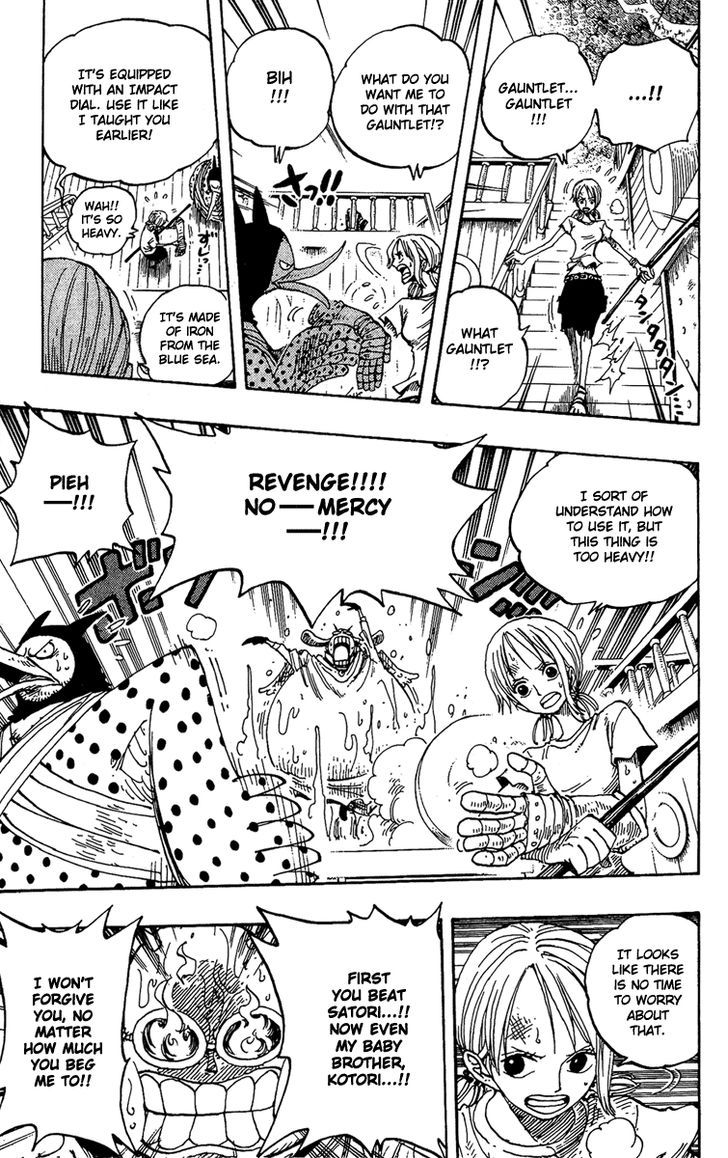 ...!!
GAUNTLET...
GAUNTLET
!!!
WHAT
GAUNTLET
!!?
WHAT DO YOU
WANT ME TO
DO WITH THAT
GAUNTLET!?
BIH
!!!
メっ!!
IT'S EQUIPPED
WITH AN IMPACT
DIAL. USE IT LIKE
I TAUGHT YOU
EARLIER!
WAH!!
IT'S SO
HEAVY.
IT'S MADE
OF IRON
FROM THE
BLUE SEA.
I SORT OF
UNDERSTAND HOW
TO USE IT, BUT
THIS THING IS
TOO HEAVY!!
REVENGE!!!!
NO — MERCY
—!!!
PIEH
—!!!
IT LOOKS
LIKE THERE
IS NO TIME
TO WORRY
ABOUT
THAT.
FIRST
YOU BEAT
SATORI...!!
NOW EVEN
MY BABY
BROTHER,
KOTORI...!!
I WON'T
FORGIVE
YOU, NO
MATTER
HOW MUCH
YOU BEG
ME TO!!